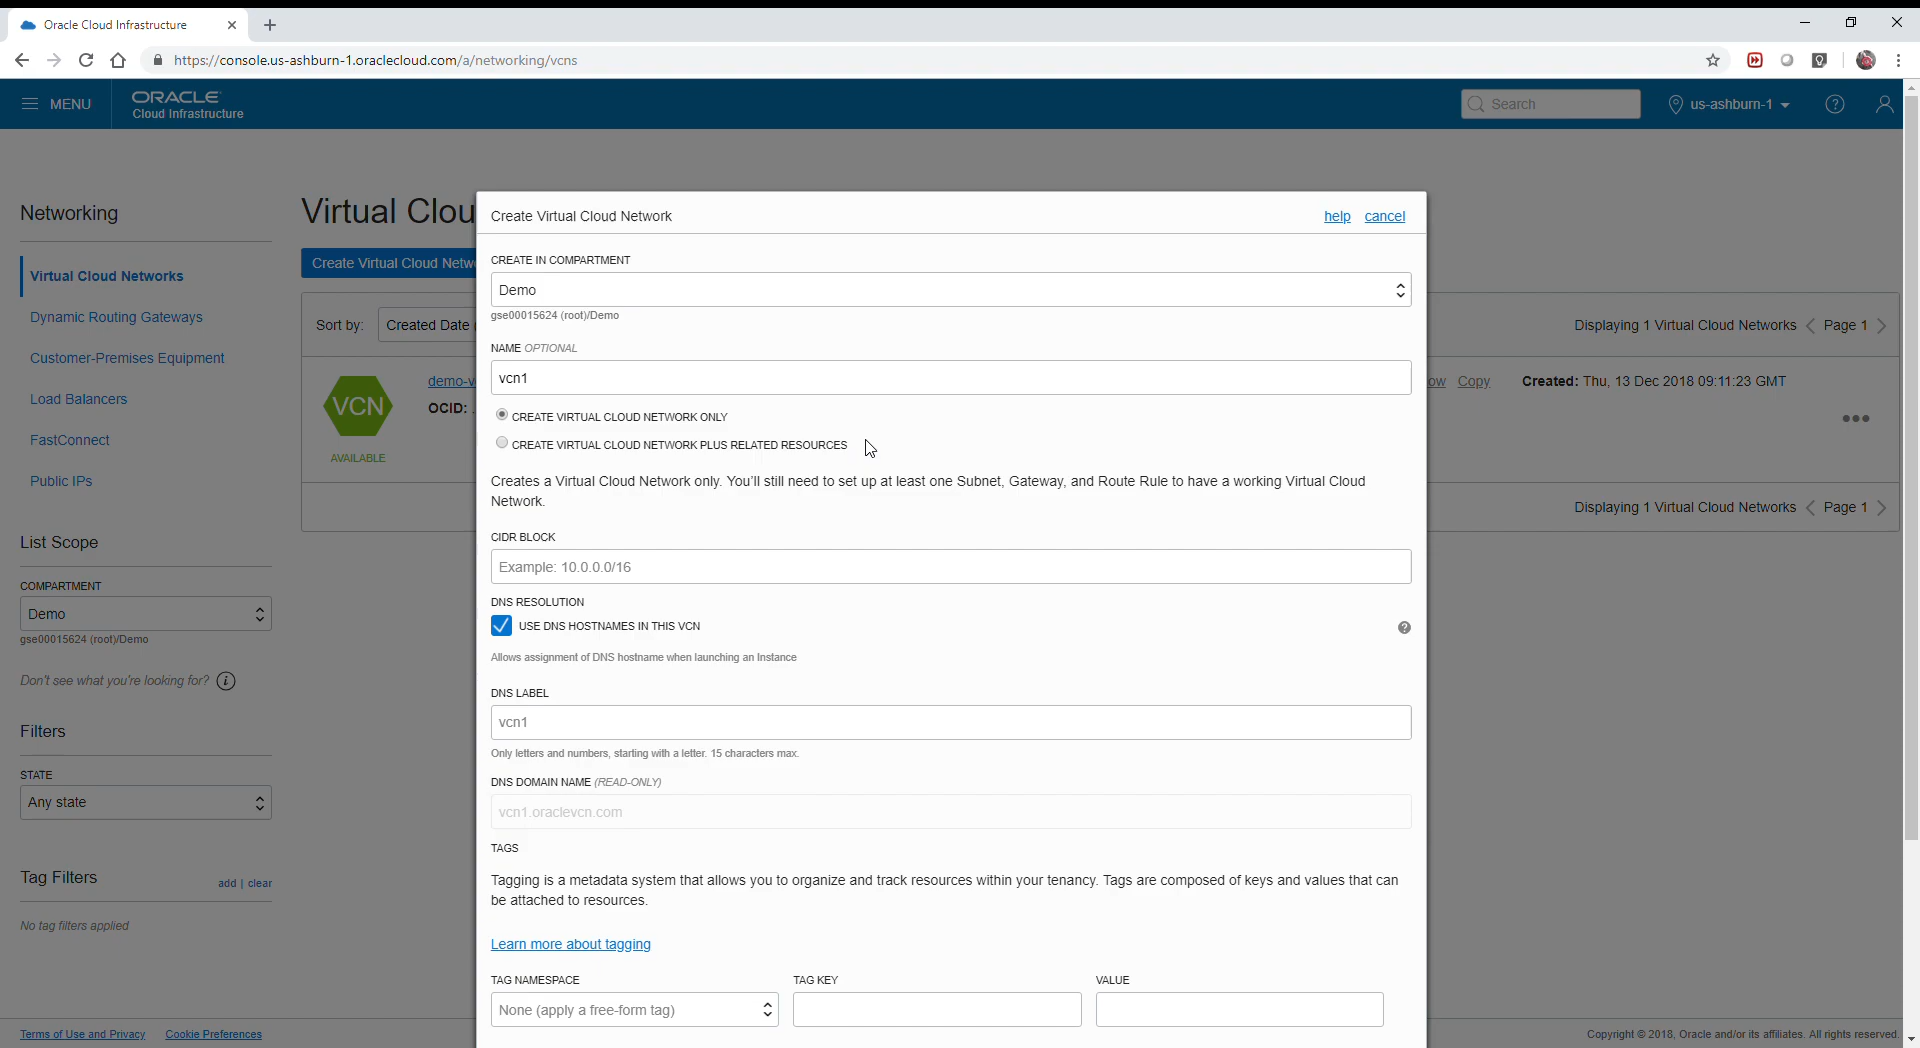 Oracle Cloud Infrastructure
https://console.us-ashburn-1.oraclecloud.com/a/networking/vcns
MENU
ORACLE
Cloud Infrastructure
Search
us-ashburn-1
Networking
Virtual Cloud Networks
Dynamic Routing Gateways
Customer-Premises Equipment
Load Balancers
FastConnect
Public IPs
List Scope
COMPARTMENT
Demo
gse00015624 (root)/Demo
Don't see what you're looking for?
Filters
STATE
Any state
Tag Filters
add | clear
No tag filters applied
Virtual Clou
Create Virtual Cloud Netw
Sort by: Created Date
VCN
AVAILABLE
demo-v
OCID:
Create Virtual Cloud Network
help cancel
CREATE IN COMPARTMENT
Demo
gse00015624 (root)/Demo
NAME OPTIONAL
vcn1
CREATE VIRTUAL CLOUD NETWORK ONLY
CREATE VIRTUAL CLOUD NETWORK PLUS RELATED RESOURCES
Creates a Virtual Cloud Network only. You'll still need to set up at least one Subnet, Gateway, and Route Rule to have a working Virtual Cloud
Network.
CIDR BLOCK
Example: 10.0.0.0/16
DNS RESOLUTION
USE DNS HOSTNAMES IN THIS VCN
Allows assignment of DNS hostname when launching an Instance
DNS LABEL
vcn1
Only letters and numbers, starting with a letter. 15 characters max.
DNS DOMAIN NAME (READ-ONLY)
vcn1.oraclevcn.com
TAGS
Tagging is a metadata system that allows you to organize and track resources within your tenancy. Tags are composed of keys and values that can
be attached to resources.
Learn more about tagging
TAG NAMESPACE
TAG KEY
VALUE
None (apply a free-form tag)
Displaying 1 Virtual Cloud Networks
Page 1
ow Copy
Created: Thu, 13 Dec 2018 09:11:23 GMT
Displaying 1 Virtual Cloud Networks
Page 1
Terms of Use and Privacy Cookie Preferences
Copyright © 2018, Oracle and/or its affiliates. All rights reserved.